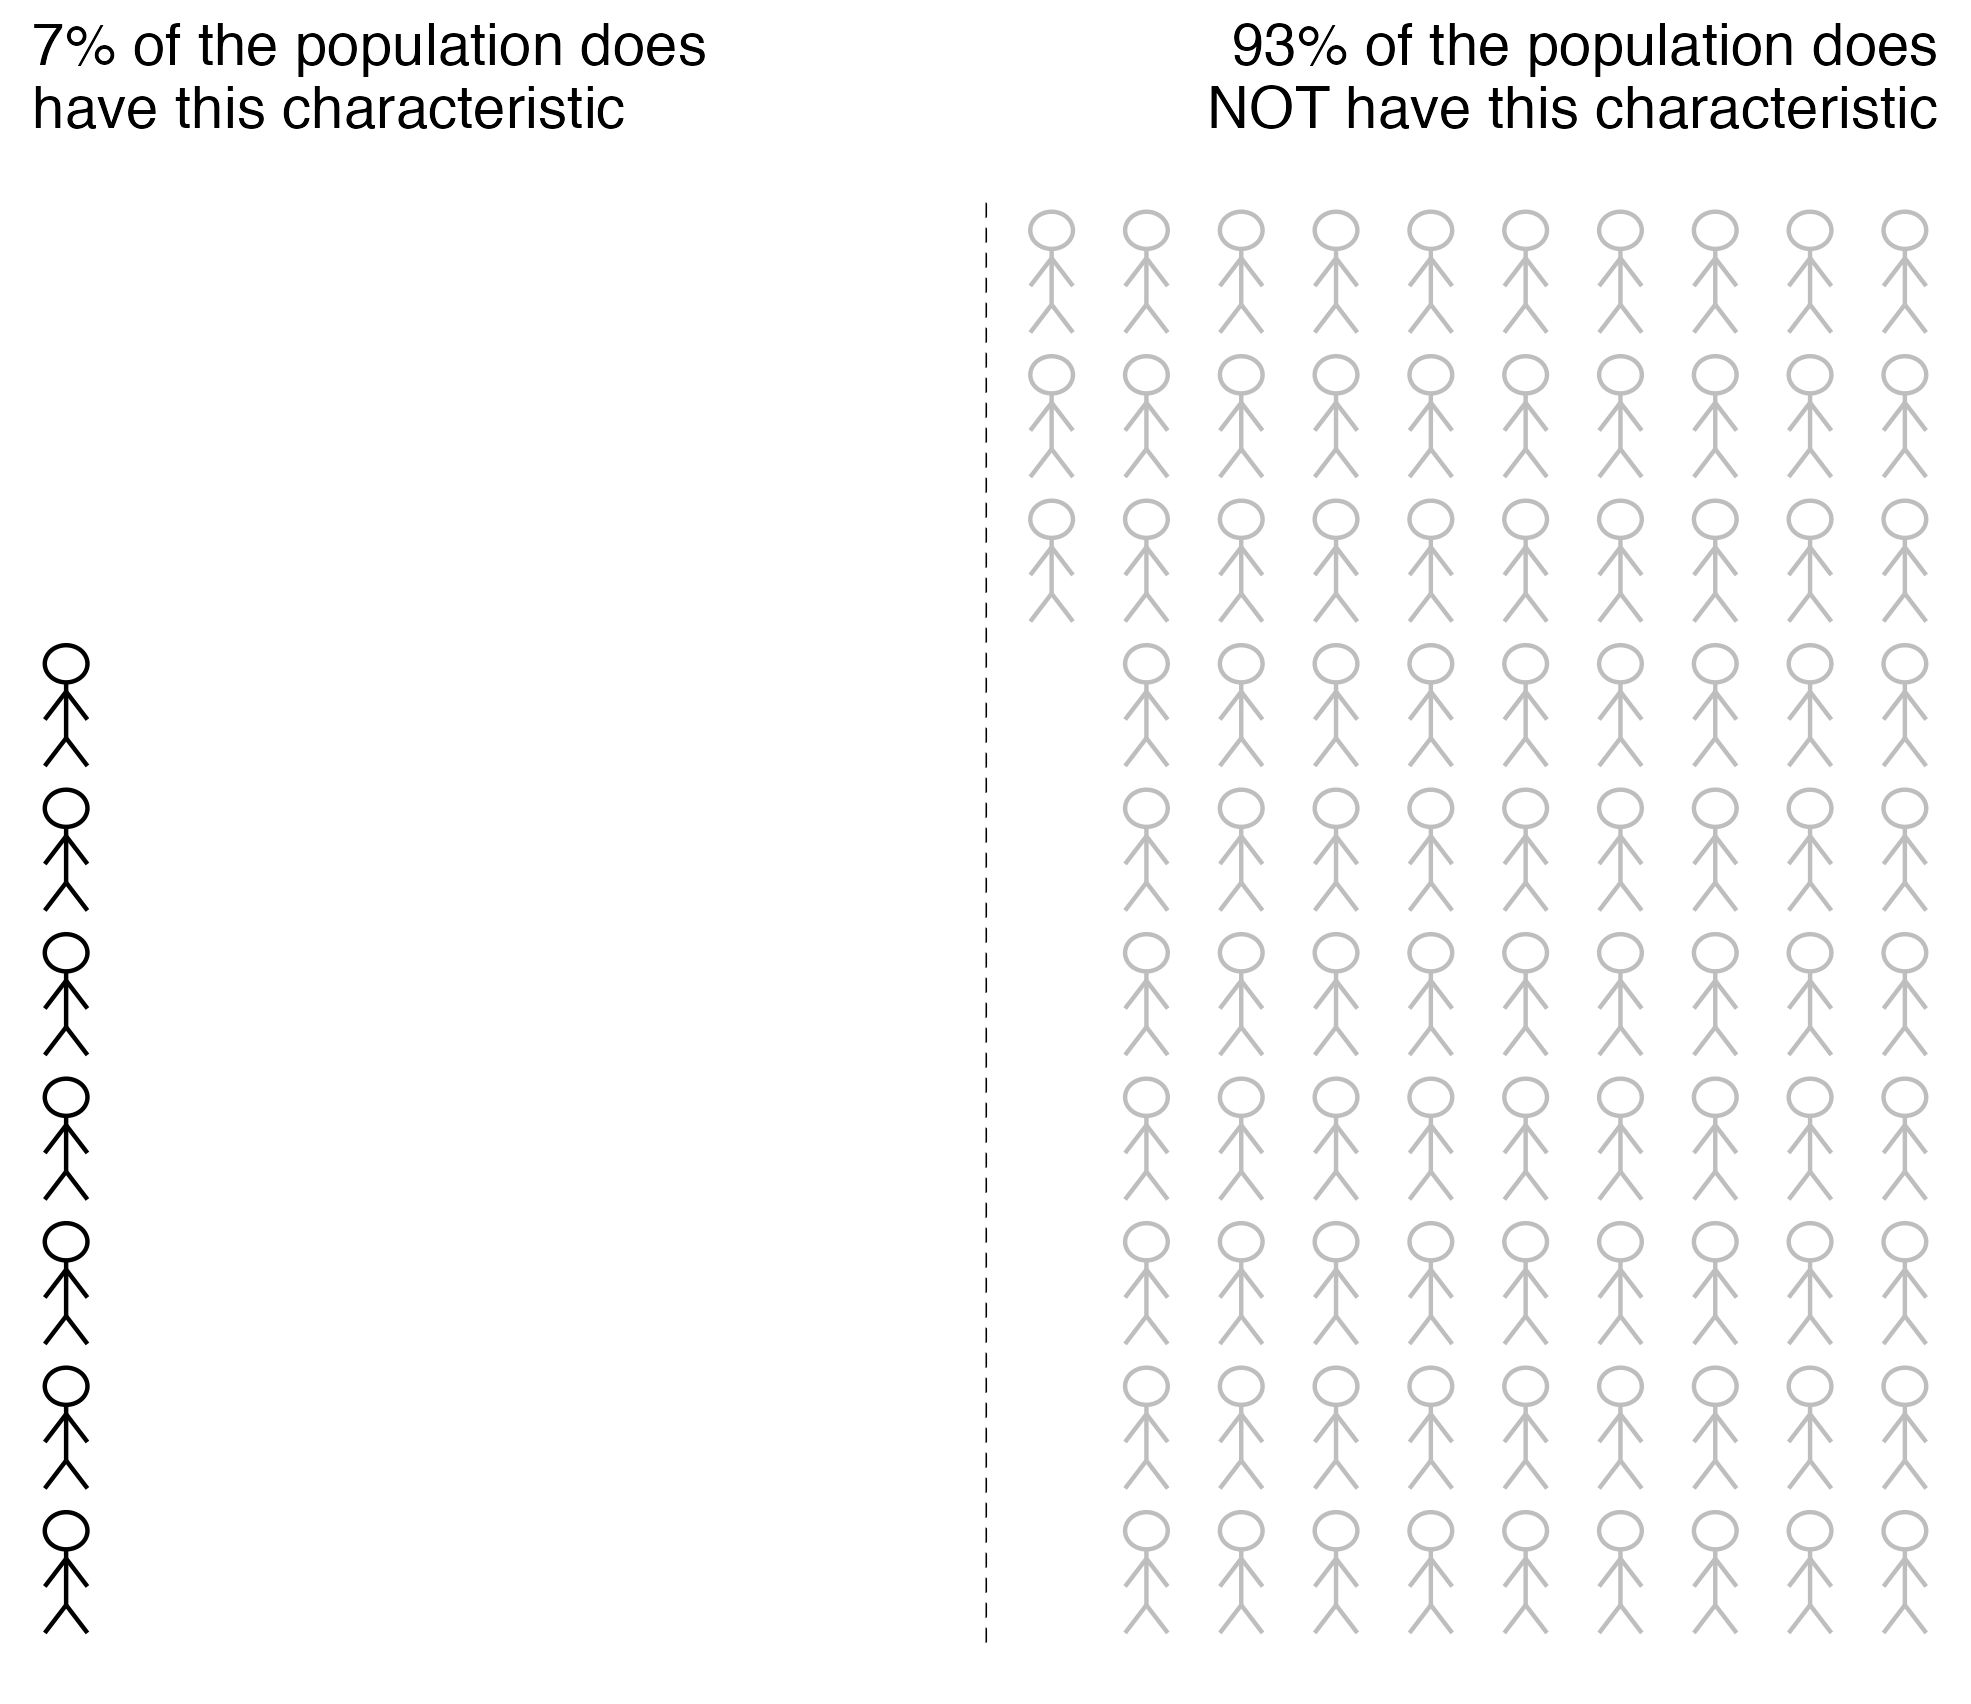 7% of the population does
have this characteristic
93% of the population does
NOT have this characteristic